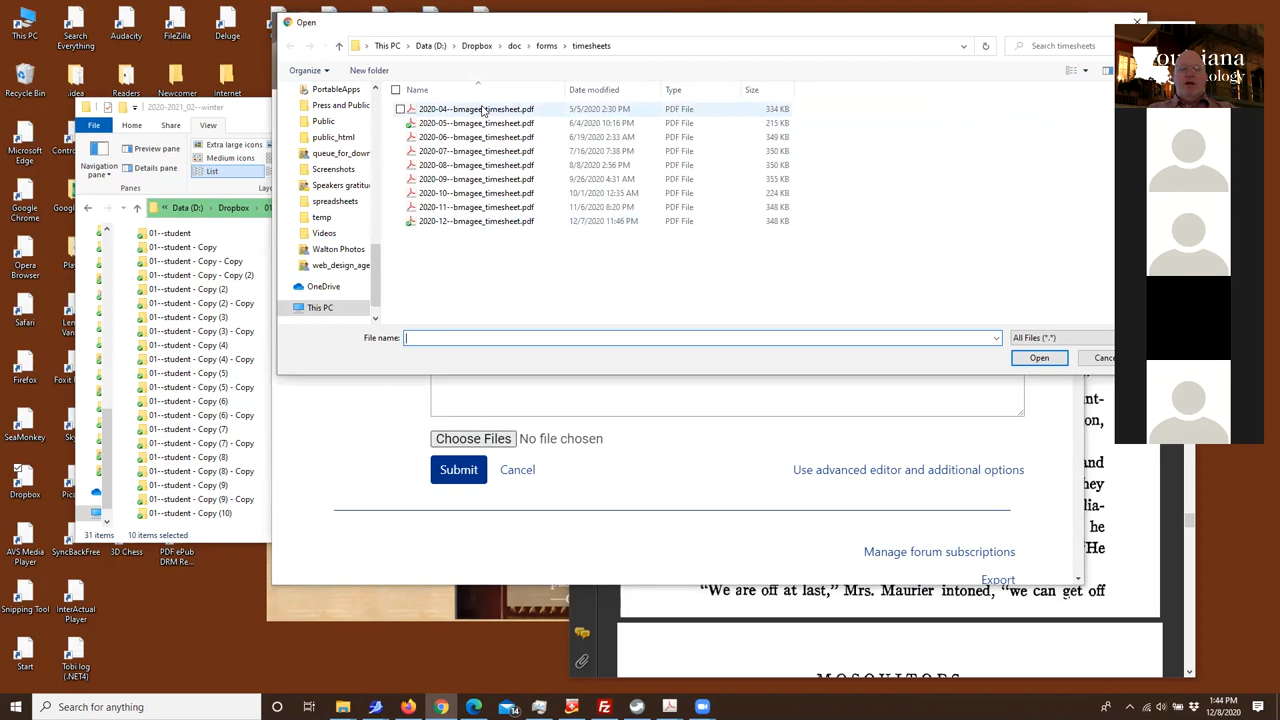 This PC
Search Everything
Audacity
FileZilla
Deluge
Recycle Bin
Readers
Newcomer...
Teams
Google Chrome
Opera Browser
Safari
Firefox
SeaMonkey
Dropbox
AVS Media Player
SyncBackFree
3D Chess
PDF ePub DRM Re...
Snipping Tool
InterActual Player
Start
Tobi log (.NET4)
2020-2021_02--winter
File
Home
Share
View
Navigation pane
Preview pane
Details pane
Panes
Extra large icons
Medium icons
List
« Data (D:) > Dropbox >
01--student
01--student - Copy
01--student - Copy - Copy
01--student - Copy - Copy (2)
01--student - Copy (2)
01--student - Copy (2) - Copy
01--student - Copy (3)
01--student - Copy (3) - Copy
01--student - Copy (4)
01--student - Copy (4) - Copy
01--student - Copy (5)
01--student - Copy (5) - Copy
01--student - Copy (6)
01--student - Copy (6) - Copy
01--student - Copy (7)
01--student - Copy (7) - Copy
01--student - Copy (8)
01--student - Copy (8) - Copy
01--student - Copy (9)
01--student - Copy (9) - Copy
01--student - Copy (10)
31 items 10 items selected
Open
This PC > Data (D:) > Dropbox > doc > forms > timesheets
Search timesheets
Organize
New folder
PortableApps
Press and Public
Public
public_html
queue_for_down
Screenshots
Speakers gratitu
spreadsheets
temp
Videos
Walton Photos
web_design_age
OneDrive
This PC
Name Date modified Type Size
2020-04--bmagee_timesheet.pdf 5/5/2020 2:30 PM PDF File 334 KB
2020-05--bmagee_timesheet.pdf 6/4/2020 10:16 PM PDF File 215 KB
2020-06--bmagee_timesheet.pdf 6/19/2020 2:33 AM PDF File 349 KB
2020-07--bmagee_timesheet.pdf 7/16/2020 7:38 PM PDF File 350 KB
2020-08--bmagee_timesheet.pdf 8/8/2020 2:56 PM PDF File 350 KB
2020-09--bmagee_timesheet.pdf 9/26/2020 4:31 AM PDF File 355 KB
2020-10--bmagee_timesheet.pdf 10/1/2020 12:35 AM PDF File 224 KB
2020-11--bmagee_timesheet.pdf 11/6/2020 8:20 PM PDF File 348 KB
2020-12--bmagee_timesheet.pdf 12/7/2020 11:46 PM PDF File 348 KB
File name:
All Files (*.*)
Open
Cance
Choose Files No file chosen
Submit
Cancel
Use advanced editor and additional options
Manage forum subscriptions
Export
nt-
on,
and
hey
lia-
he
"He
"We are off at last," Mrs. Maurier intoned, "we can get off
MOSQUITOES
Search for anything
14
1:44 PM
12/8/2020